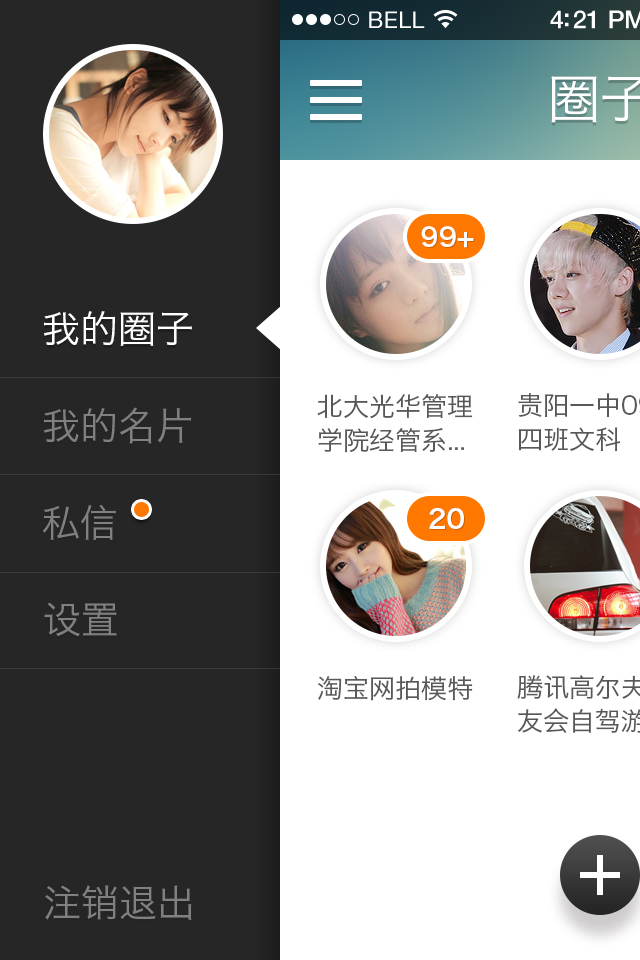 BELL 4:21 PM
圈子
我的圈子
我的名片
私信
设置
注销退出
99+
北大光华管理
学院经管系...
贵阳一中09
四班文科
20
淘宝网拍模特
腾讯高尔夫
友会自驾游